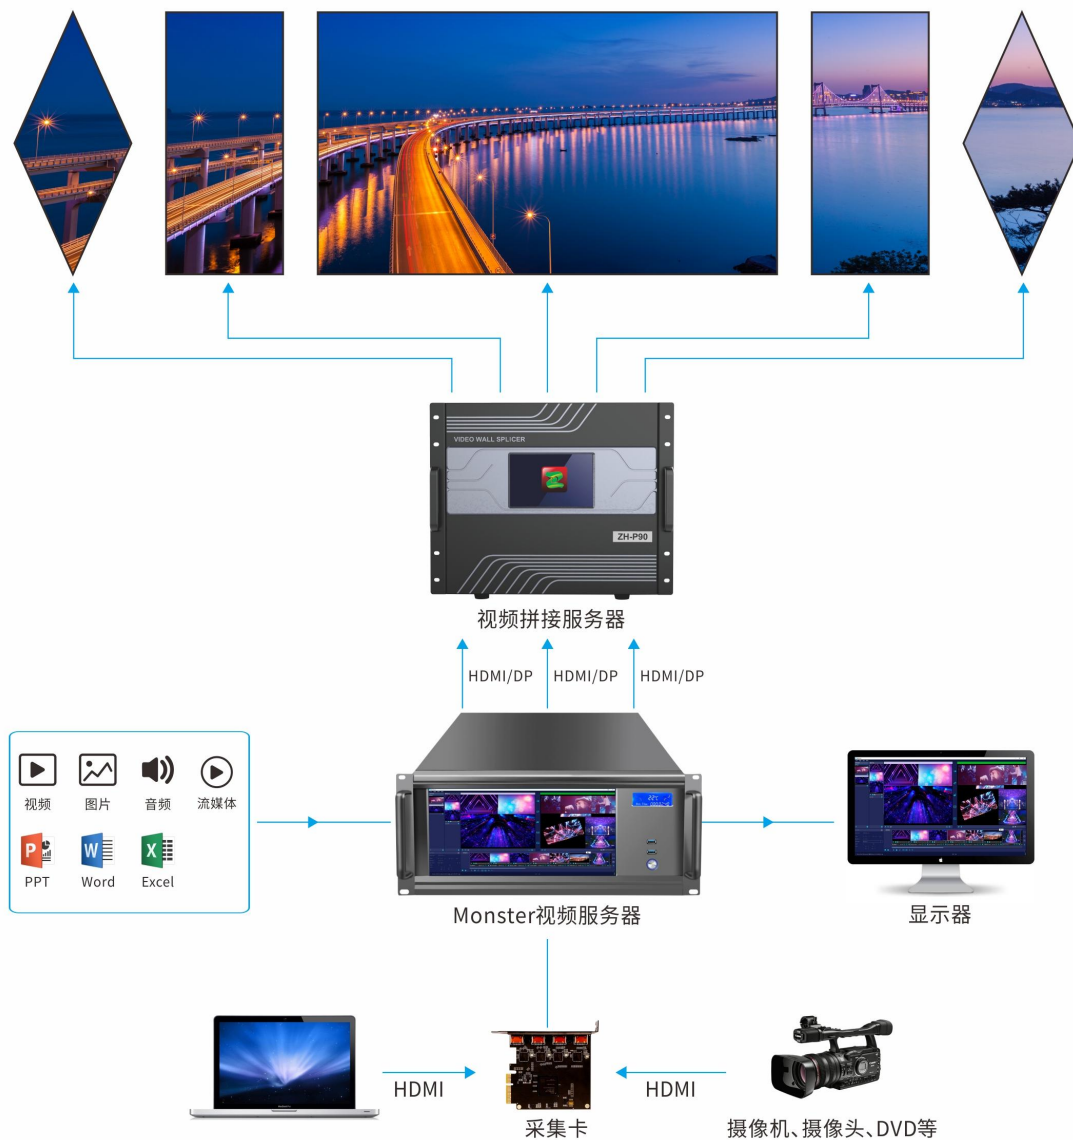 VIDEO WALL SPLICER
ZH-P90
视频拼接服务器
HDMI/DP HDMI/DP HDMI/DP
视频 图片 音频 流媒体
P W X
PPT Word Excel
Monster视频服务器
显示器
HDMI HDMI
采集卡
摄像机、摄像头、DVD等